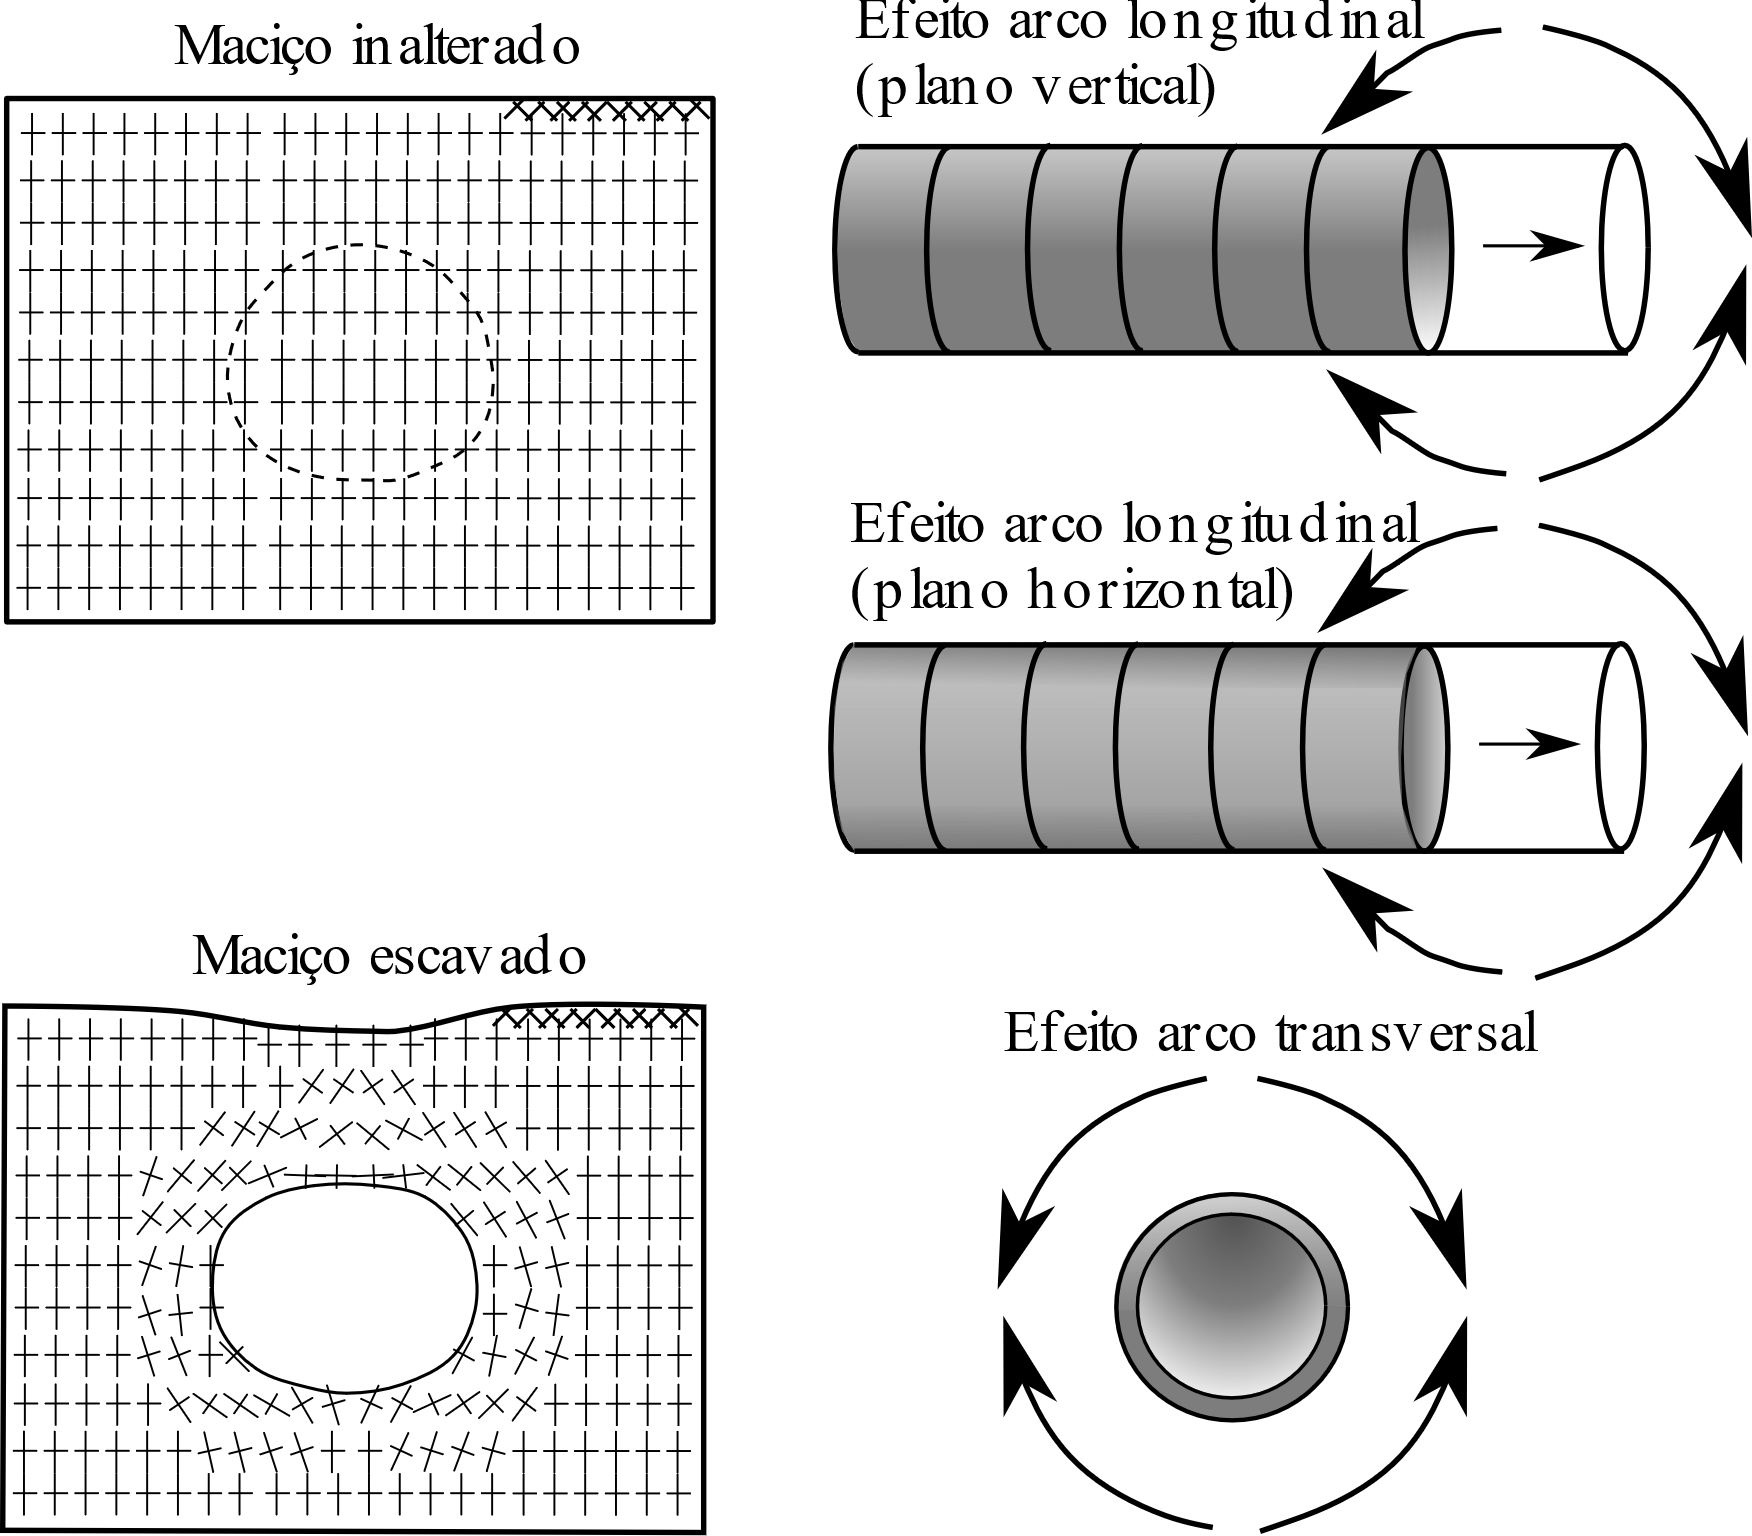 Maciço inalterado
Efeito arco longitudinal
(plano vertical)
Efeito arco longitudinal
(plano horizontal)
Maciço escavado
Efeito arco transversal